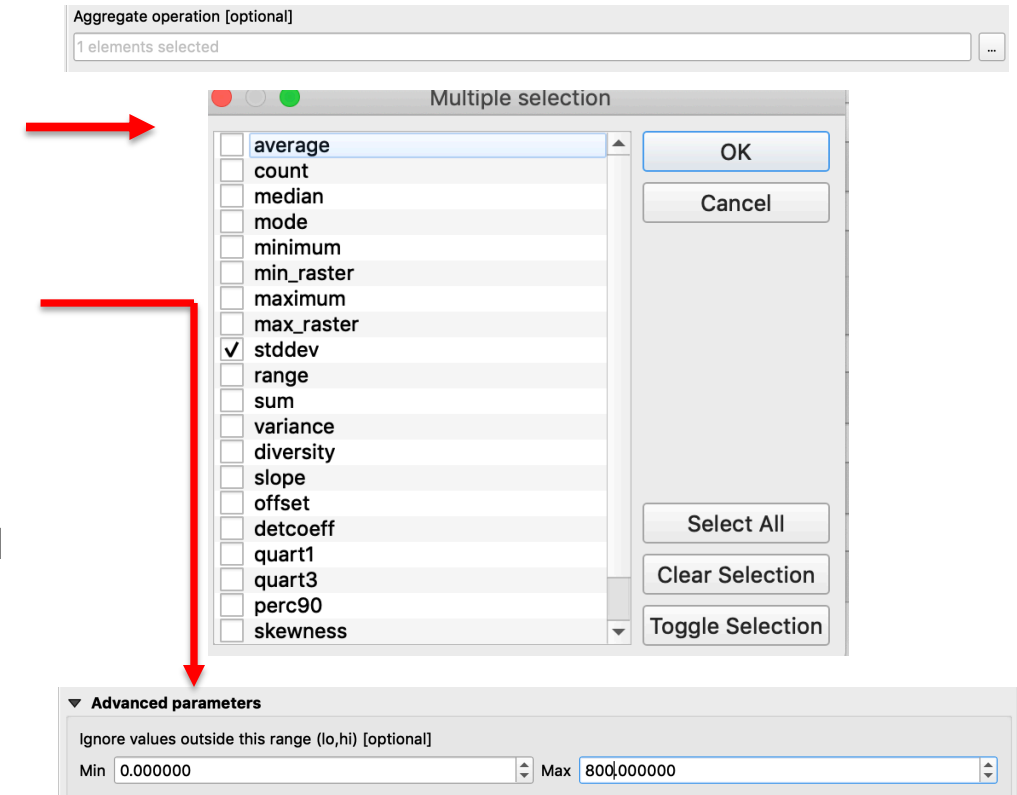 Aggregate operation [optional]
1 elements selected
...
Multiple selection
average
count
median
mode
minimum
min_raster
maximum
max_raster
stddev
range
sum
variance
diversity
slope
offset
detcoeff
quart1
quart3
perc90
skewness
OK
Cancel
Select All
Clear Selection
Toggle Selection
Advanced parameters
Ignore values outside this range (lo,hi) [optional]
Min 0.000000 Max 800.000000